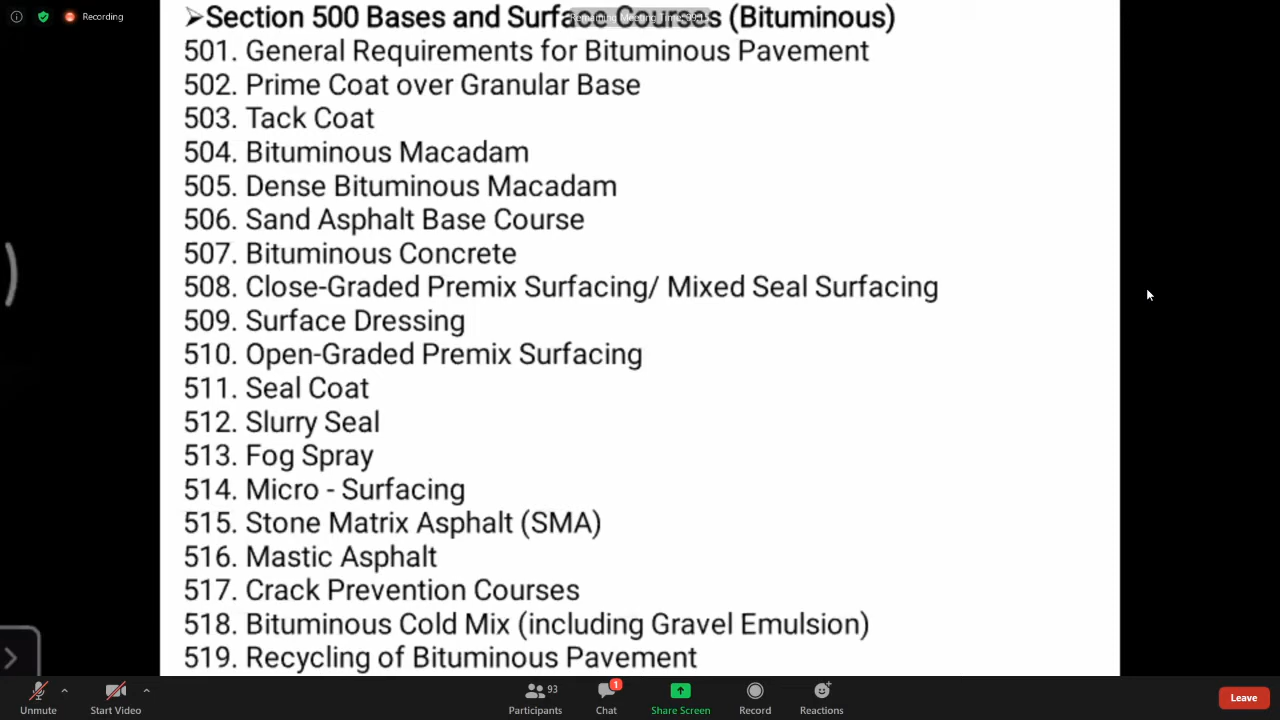 Recording
➢Section 500 Bases and Surface Courses (Bituminous)
Remaining Meeting Time:
501. General Requirements for Bituminous Pavement
502. Prime Coat over Granular Base
503. Tack Coat
504. Bituminous Macadam
505. Dense Bituminous Macadam
506. Sand Asphalt Base Course
507. Bituminous Concrete
508. Close-Graded Premix Surfacing/ Mixed Seal Surfacing
509. Surface Dressing
510. Open-Graded Premix Surfacing
511. Seal Coat
512. Slurry Seal
513. Fog Spray
514. Micro - Surfacing
515. Stone Matrix Asphalt (SMA)
516. Mastic Asphalt
517. Crack Prevention Courses
518. Bituminous Cold Mix (including Gravel Emulsion)
519. Recycling of Bituminous Pavement
93
1
Unmute Start Video Participants Chat Share Screen Record Reactions Leave